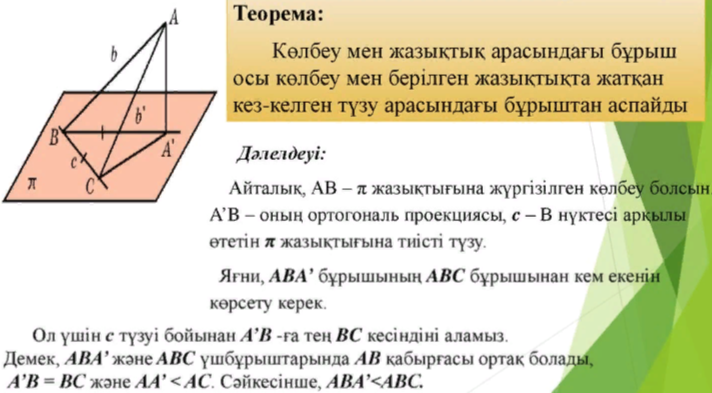 Теорема:
Көлбеу мен жазықтық арасындағы бұрыш
осы көлбеу мен берілген жазықтықта жатқан
кез-келген түзу арасындағы бұрыштан аспайды
A
b
b'
B
A'
c
C
π
Дәлелдеуі:
Айталық, АВ – π жазықтығына жүргізілген көлбеу болсын.
А’В – оның ортогональ проекциясы, с – В нүктесі арқылы
өтетін π жазықтығына тиісті түзу.
Яғни, АВА’ бұрышының АВС бұрышынан кем екенін
көрсету керек.
Ол үшін с түзуі бойынан А’В -ға тең ВС кесіндіні аламыз.
Демек, АВА’ және АВС үшбұрыштарында АВ қабырғасы ортақ болады,
А’В = ВС және АА’ < АС. Сәйкесінше, АВА’<АВС.